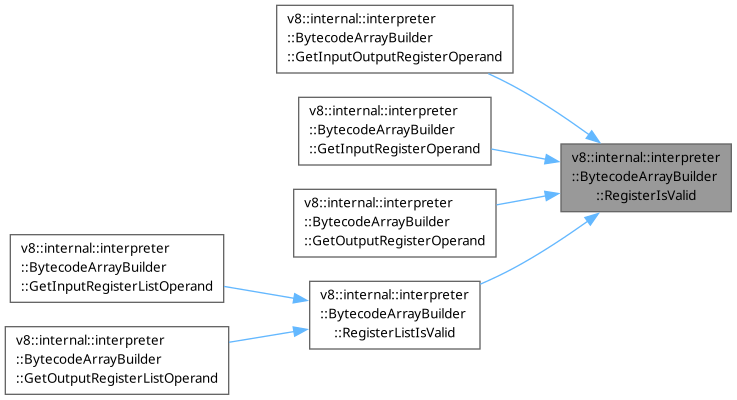 v8::internal::interpreter
::BytecodeArrayBuilder
::GetInputOutputRegisterOperand
v8::internal::interpreter
::BytecodeArrayBuilder
::GetInputRegisterOperand
v8::internal::interpreter
::BytecodeArrayBuilder
::RegisterIsValid
v8::internal::interpreter
::BytecodeArrayBuilder
::GetOutputRegisterOperand
v8::internal::interpreter
::BytecodeArrayBuilder
::GetInputRegisterListOperand
v8::internal::interpreter
::BytecodeArrayBuilder
::RegisterListIsValid
v8::internal::interpreter
::BytecodeArrayBuilder
::GetOutputRegisterListOperand